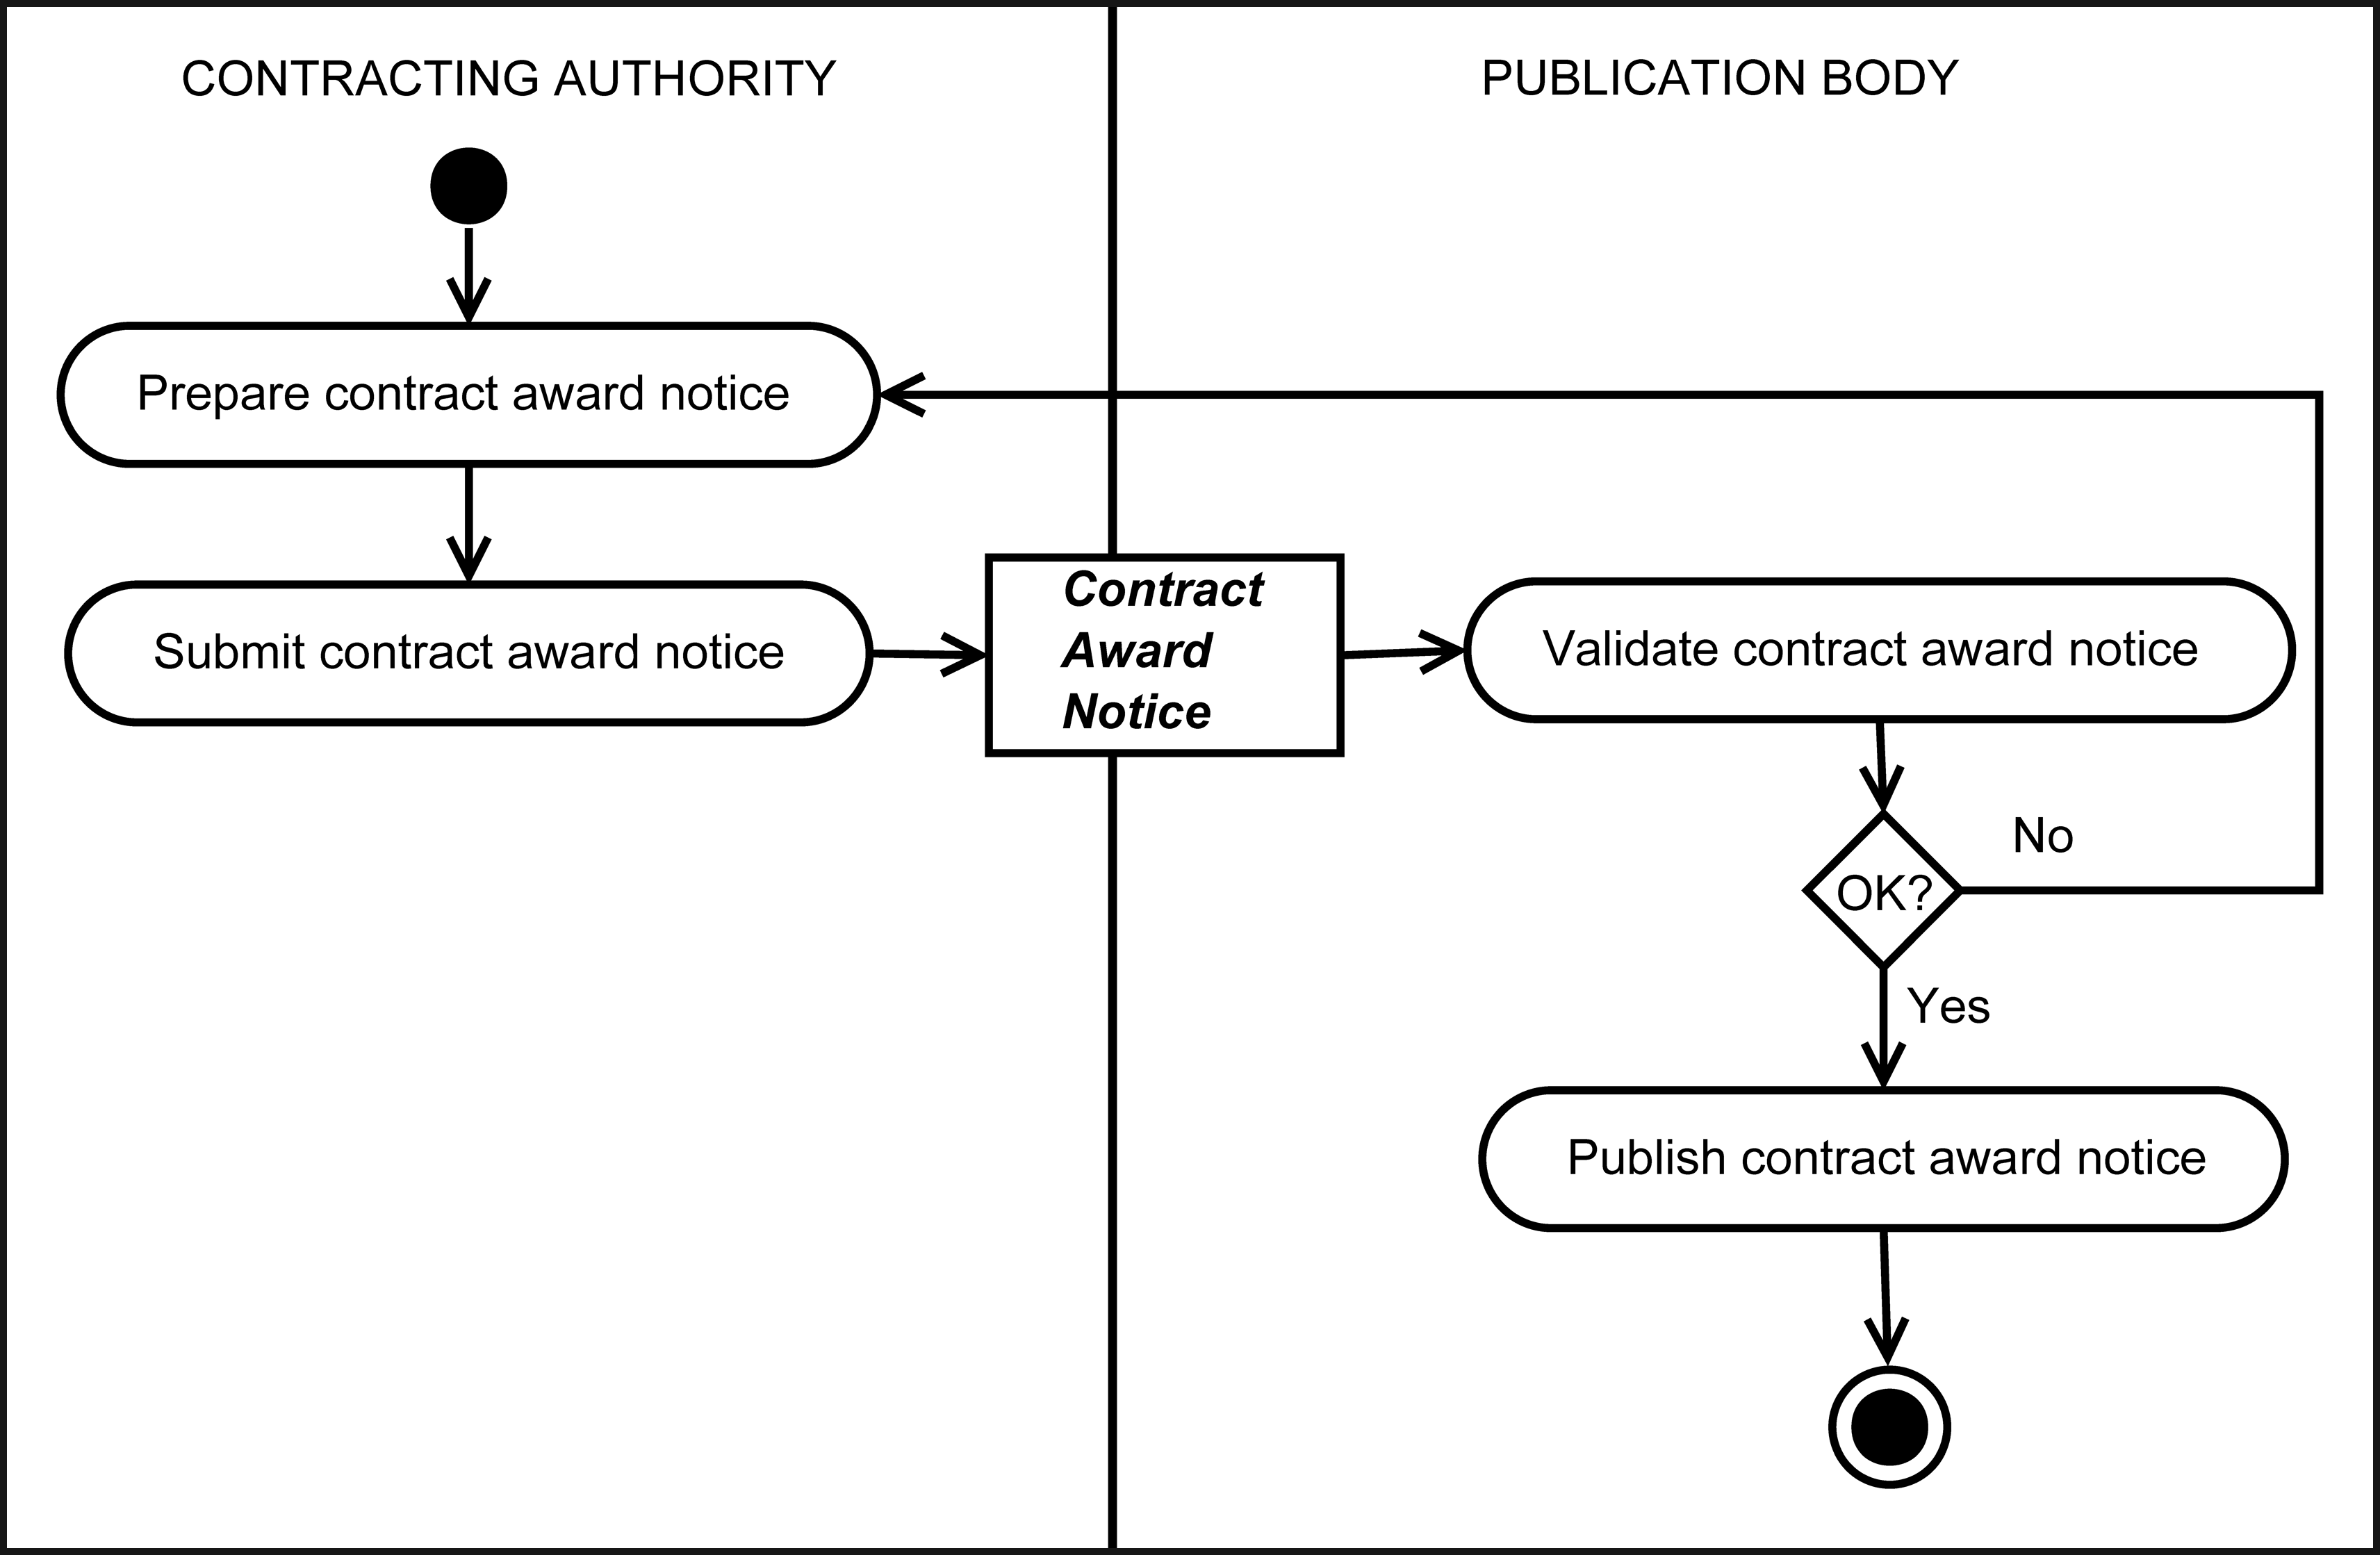 CONTRACTING AUTHORITY
PUBLICATION BODY
Prepare contract award notice
Submit contract award notice
Contract
Award
Notice
Validate contract award notice
No
OK?
Yes
Publish contract award notice